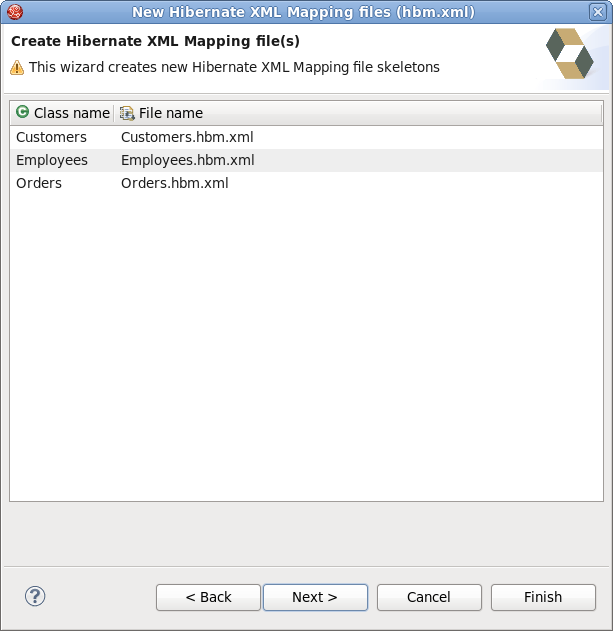 New Hibernate XML Mapping files (hbm.xml)
Create Hibernate XML Mapping file(s)
This wizard creates new Hibernate XML Mapping file skeletons
Class name File name
Customers Customers.hbm.xml
Employees Employees.hbm.xml
Orders Orders.hbm.xml
? < Back Next > Cancel Finish